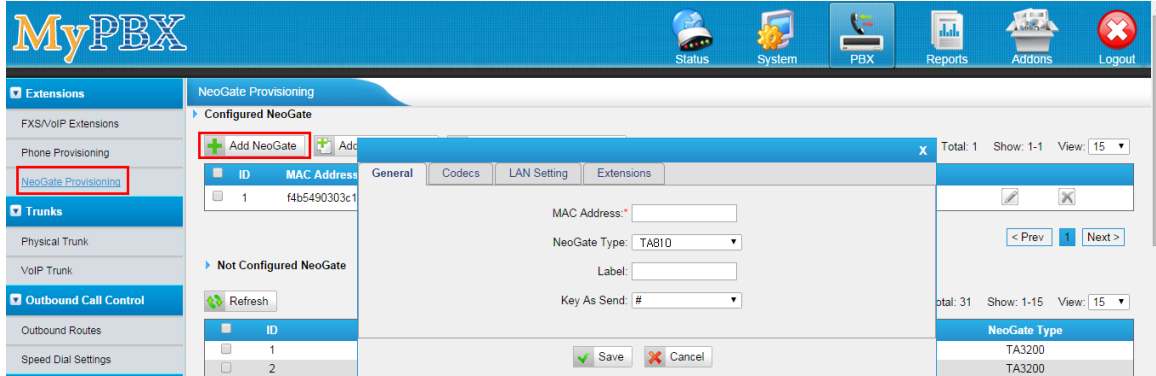 MyPBX
Status System PBX Reports Addons Logout
Extensions
FXS/VoIP Extensions
Phone Provisioning
NeoGate Provisioning
Trunks
Physical Trunk
VoIP Trunk
Outbound Call Control
Outbound Routes
Speed Dial Settings
NeoGate Provisioning
Configured NeoGate
Add NeoGate Add
Total: 1 Show: 1-1 View: 15
ID MAC Address
1 f4b5490303c1
< Prev 1 Next >
X
General Codecs LAN Setting Extensions
MAC Address:*
NeoGate Type: TA810
Label:
Key As Send: #
Save Cancel
Not Configured NeoGate
Refresh
otal: 31 Show: 1-15 View: 15
ID NeoGate Type
1 TA3200
2 TA3200